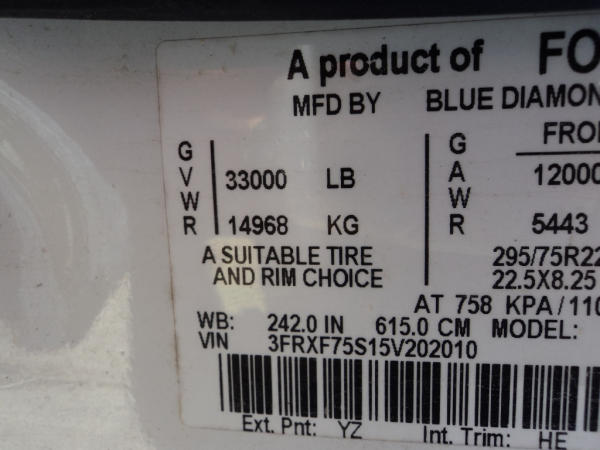 A product of FO
MFD BY BLUE DIAMON
GVWR 33000 LB GAWR FRO
14968 KG 12000
5443
A SUITABLE TIRE 295/75R22
AND RIM CHOICE 22.5X8.25
AT 758 KPA/110
WB: 242.0 IN 615.0 CM MODEL:
VIN 3FRXF75S15V202010
Ext. Pnt: YZ Int. Trim: HE